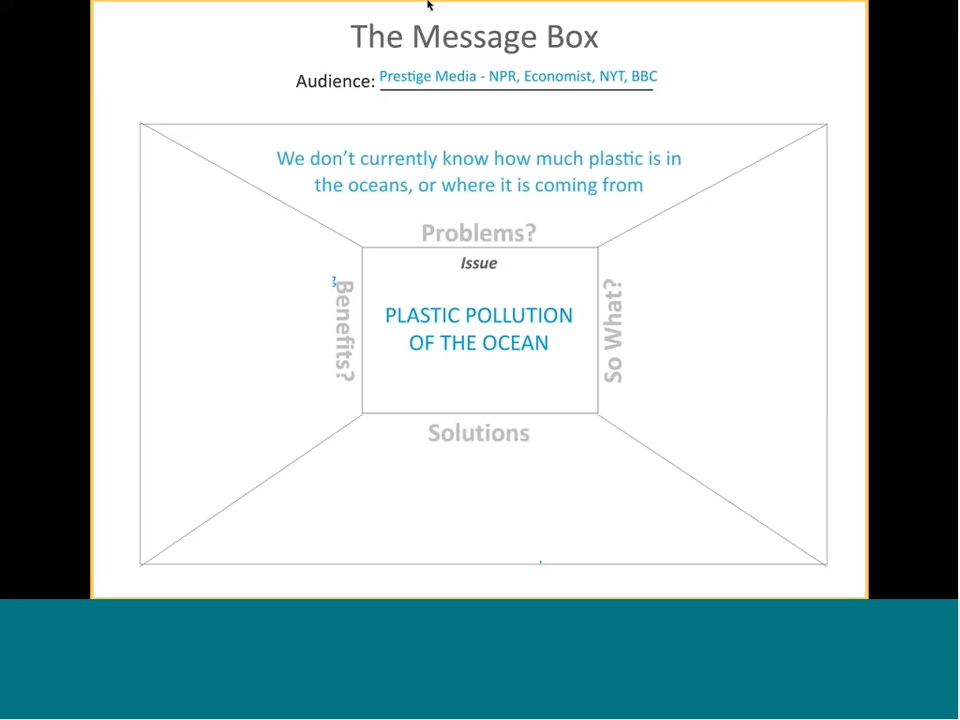 The Message Box
Audience: Prestige Media - NPR, Economist, NYT, BBC
We don't currently know how much plastic is in
the oceans, or where it is coming from
Problems?
Issue
Benefits?
PLASTIC POLLUTION
OF THE OCEAN
So What?
Solutions